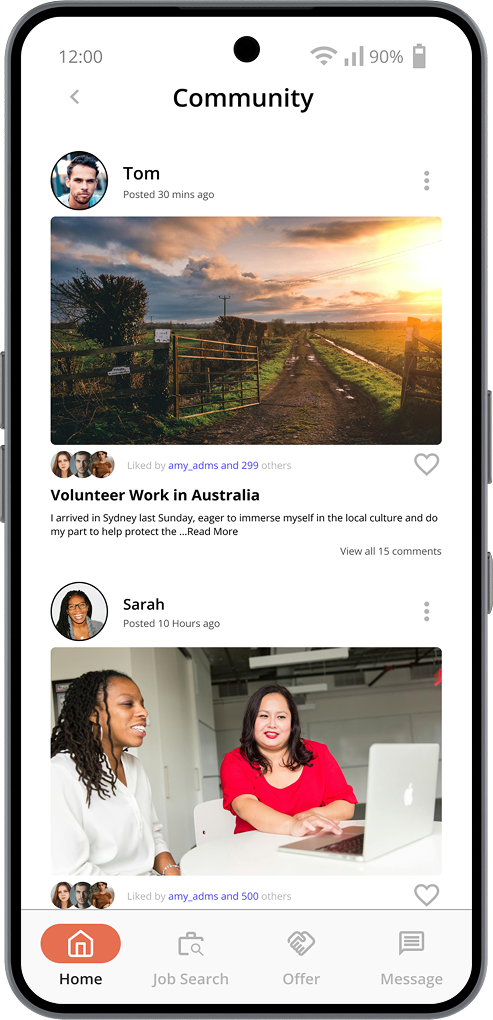 12:00
90%
Community
Tom
Posted 30 mins ago
Liked by amy_adms and 299 others
Volunteer Work in Australia
I arrived in Sydney last Sunday, eager to immerse myself in the local culture and do
my part to help protect the ...Read More
View all 15 comments
Sarah
Posted 10 Hours ago
Liked by amy_adms and 500 others
Home
Job Search
Offer
Message